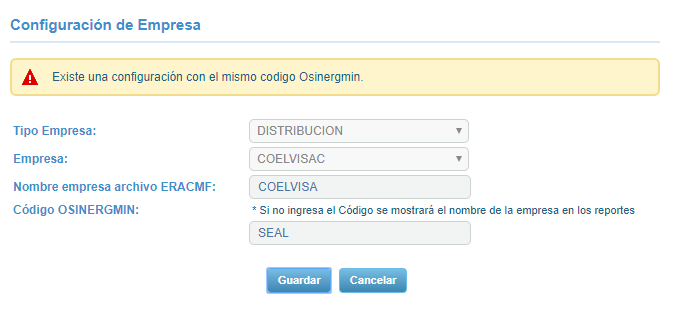 Configuración de Empresa
Existe una configuración con el mismo codigo Osinergmin.
Tipo Empresa: DISTRIBUCION
Empresa: COELVISAC
Nombre empresa archivo ERACMF: COELVISA
Código OSINERGMIN: * Si no ingresa el Código se mostrará el nombre de la empresa en los reportes
SEAL
Guardar Cancelar